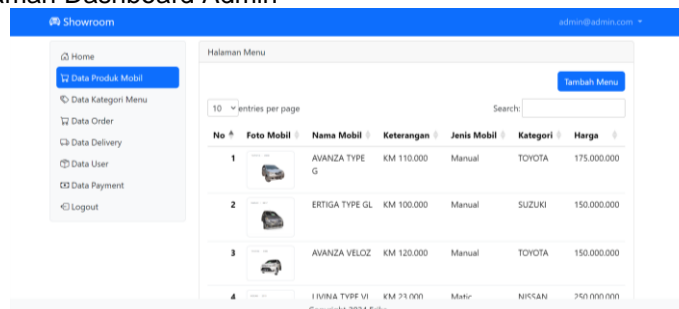 Halaman Dashboard Admin
Showroom admin@admin.com
Home
Data Produk Mobil
Data Kategori Menu
Data Order
Data Delivery
Data User
Data Payment
Logout
Halaman Menu
Tambah Menu
10 entries per page Search:
No Foto Mobil Nama Mobil Keterangan Jenis Mobil Kategori Harga
1 AVANZA TYPE G KM 110.000 Manual TOYOTA 175.000.000
2 ERTIGA TYPE GL KM 100.000 Manual SUZUKI 150.000.000
3 AVANZA VELOZ KM 120.000 Manual TOYOTA 150.000.000
4 LIVINA TYPE VL KM 23.000 Matic NISSAN 250.000.000